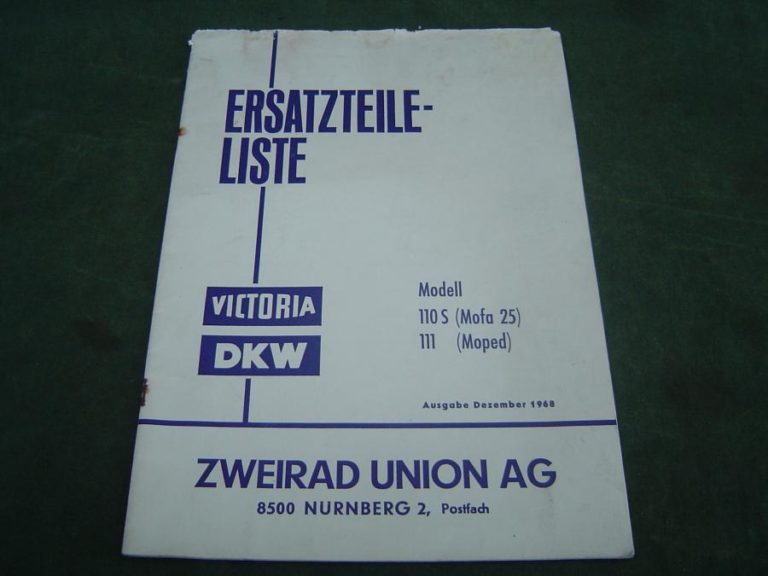 ERSATZTEILE-
LISTE
VICTORIA
DKW
Modell
110 S (Mofa 25)
111 (Moped)
Ausgabe Dezember 1968
ZWEIRAD UNION AG
8500 NURNBERG 2, Postfach